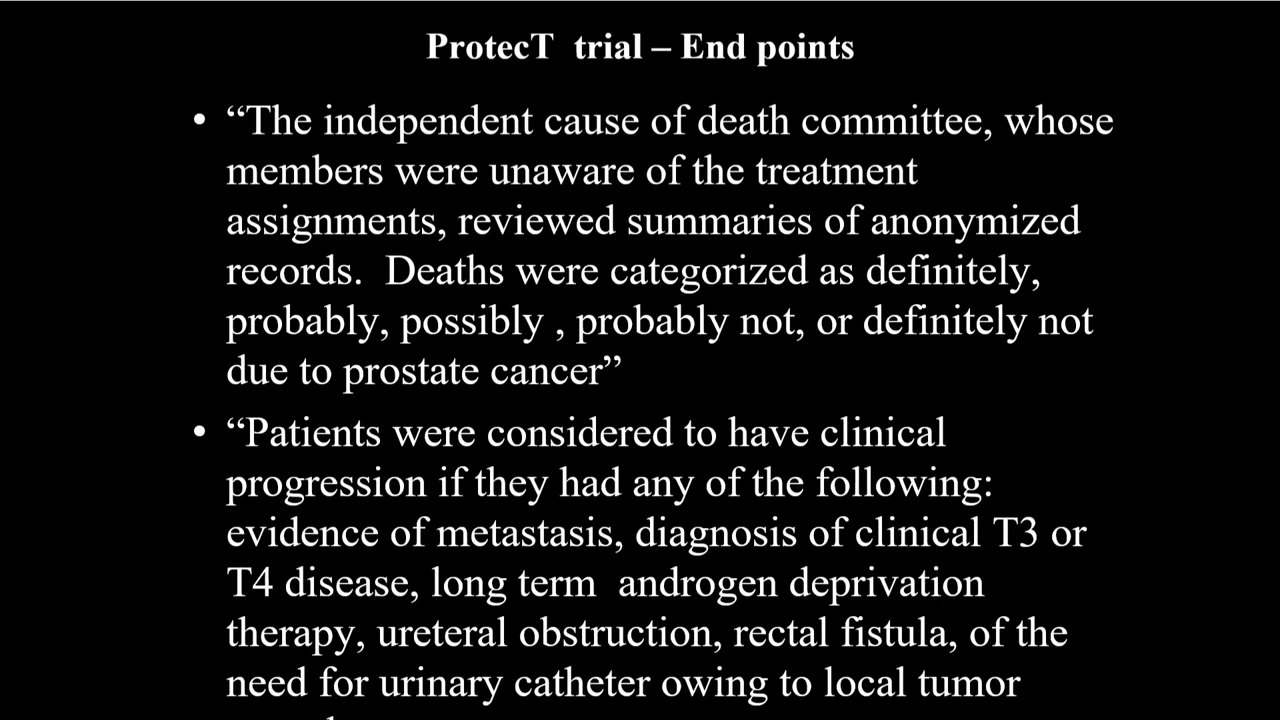 ProtecT trial – End points
• “The independent cause of death committee, whose
members were unaware of the treatment
assignments, reviewed summaries of anonymized
records. Deaths were categorized as definitely,
probably, possibly , probably not, or definitely not
due to prostate cancer”
• “Patients were considered to have clinical
progression if they had any of the following:
evidence of metastasis, diagnosis of clinical T3 or
T4 disease, long term androgen deprivation
therapy, ureteral obstruction, rectal fistula, of the
need for urinary catheter owing to local tumor